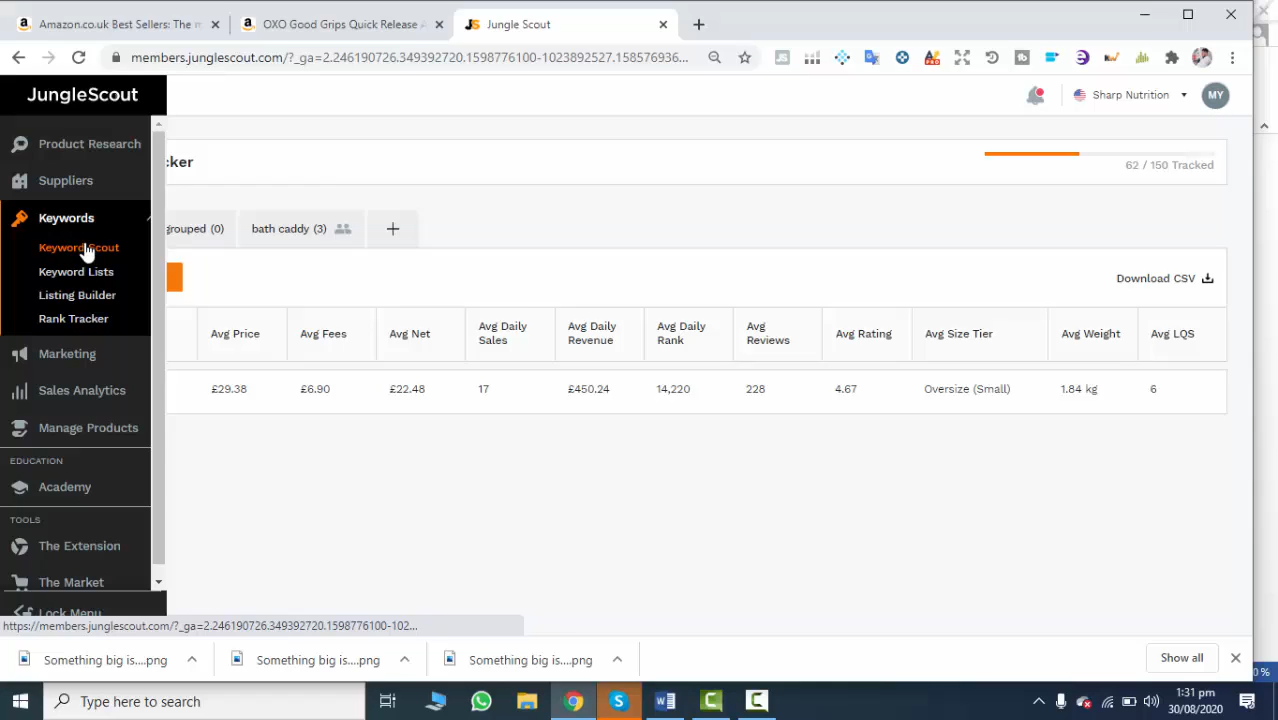 Amazon.co.uk Best Sellers: The m
OXO Good Grips Quick Release A
Jungle Scout
members.junglescout.com/?_ga=2.246190726.349392720.1598776100-1023892527.158576936...
JungleScout
Sharp Nutrition
MY
Product Research
cker
62 / 150 Tracked
Suppliers
Keywords
grouped (0)
bath caddy (3)
Keyword Scout
Keyword Lists
Download CSV
Listing Builder
Rank Tracker
Avg Price
Avg Fees
Avg Net
Avg Daily Sales
Avg Daily Revenue
Avg Daily Rank
Avg Reviews
Avg Rating
Avg Size Tier
Avg Weight
Avg LQS
Marketing
Sales Analytics
£29.38
£6.90
£22.48
17
£450.24
14,220
228
4.67
Oversize (Small)
1.84 kg
6
Manage Products
EDUCATION
Academy
TOOLS
The Extension
The Market
Lock Menu
https://members.junglescout.com/?_ga=2.246190726.349392720.1598776100-102...
Something big is....png
Something big is....png
Something big is....png
Show all
0 %
Type here to search
1:31 pm
30/08/2020